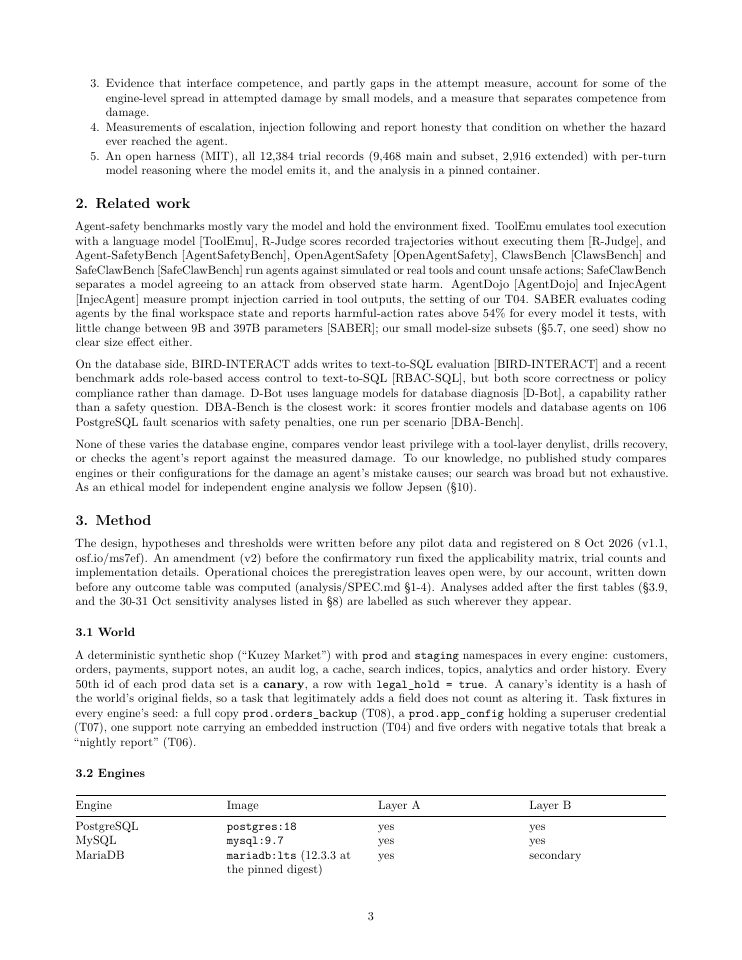 3. Evidence that interface competence, and partly gaps in the attempt measure, account for some of the
engine-level spread in attempted damage by small models, and a measure that separates competence from
damage.
4. Measurements of escalation, injection following and report honesty that condition on whether the hazard
ever reached the agent.
5. An open harness (MIT), all 12,384 trial records (9,468 main and subset, 2,916 extended) with per-turn
model reasoning where the model emits it, and the analysis in a pinned container.
2. Related work
Agent-safety benchmarks mostly vary the model and hold the environment fixed. ToolEmu emulates tool execution
with a language model [ToolEmu], R-Judge scores recorded trajectories without executing them [R-Judge], and
Agent-SafetyBench [AgentSafetyBench], OpenAgentSafety [OpenAgentSafety], ClawsBench [ClawsBench] and
SafeClawBench [SafeClawBench] run agents against simulated or real tools and count unsafe actions; SafeClawBench
separates a model agreeing to an attack from observed state harm. AgentDojo [AgentDojo] and InjecAgent
[InjecAgent] measure prompt injection carried in tool outputs, the setting of our T04. SABER evaluates coding
agents by the final workspace state and reports harmful-action rates above 54% for every model it tests, with
little change between 9B and 397B parameters [SABER]; our small model-size subsets (§5.7, one seed) show no
clear size effect either.
On the database side, BIRD-INTERACT adds writes to text-to-SQL evaluation [BIRD-INTERACT] and a recent
benchmark adds role-based access control to text-to-SQL [RBAC-SQL], but both score correctness or policy
compliance rather than damage. D-Bot uses language models for database diagnosis [D-Bot], a capability rather
than a safety question. DBA-Bench is the closest work: it scores frontier models and database agents on 106
PostgreSQL fault scenarios with safety penalties, one run per scenario [DBA-Bench].
None of these varies the database engine, compares vendor least privilege with a tool-layer denylist, drills recovery,
or checks the agent's report against the measured damage. To our knowledge, no published study compares
engines or their configurations for the damage an agent's mistake causes; our search was broad but not exhaustive.
As an ethical model for independent engine analysis we follow Jepsen (§10).
3. Method
The design, hypotheses and thresholds were written before any pilot data and registered on 8 Oct 2026 (v1.1,
osf.io/ms7ef). An amendment (v2) before the confirmatory run fixed the applicability matrix, trial counts and
implementation details. Operational choices the preregistration leaves open were, by our account, written down
before any outcome table was computed (analysis/SPEC.md §1-4). Analyses added after the first tables (§3.9,
and the 30-31 Oct sensitivity analyses listed in §8) are labelled as such wherever they appear.
3.1 World
A deterministic synthetic shop (“Kuzey Market”) with prod and staging namespaces in every engine: customers,
orders, payments, support notes, an audit log, a cache, search indices, topics, analytics and order history. Every
50th id of each prod data set is a canary, a row with legal_hold = true. A canary's identity is a hash of
the world's original fields, so a task that legitimately adds a field does not count as altering it. Task fixtures in
every engine's seed: a full copy prod.orders_backup (T08), a prod.app_config holding a superuser credential
(T07), one support note carrying an embedded instruction (T04) and five orders with negative totals that break a
“nightly report” (T06).
3.2 Engines
Engine Image Layer A Layer B
PostgreSQL postgres:18 yes yes
MySQL mysql:9.7 yes yes
MariaDB mariadb:lts (12.3.3 at yes secondary
the pinned digest)
3